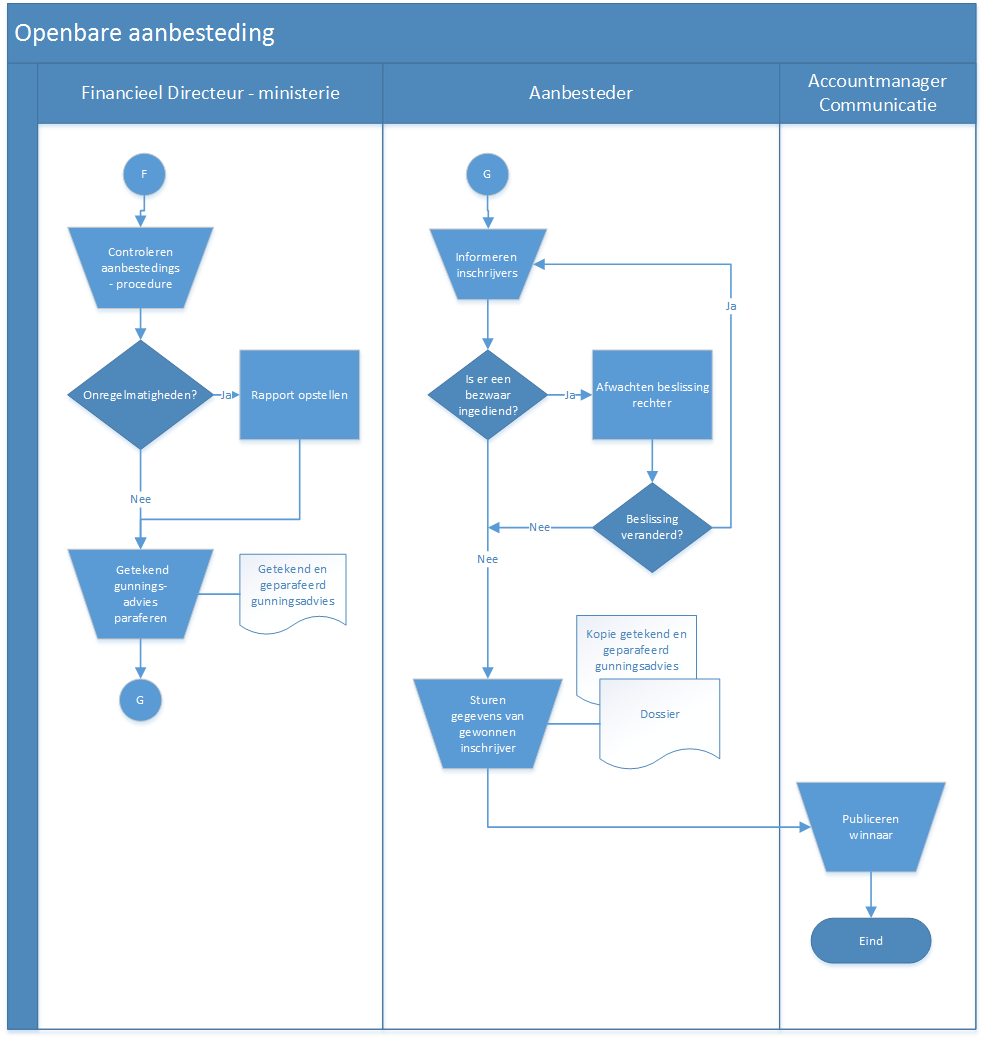 Openbare aanbesteding
Financieel Directeur - ministerie
Aanbesteder
Accountmanager
Communicatie
F
Controleren
aanbestedings
- procedure
Onregelmatigheden?
Ja
Rapport opstellen
Nee
Getekend
gunnings-
advies
paraferen
Getekend en
geparafeerd
gunningsadvies
G
G
Informeren
inschrijvers
Ja
Is er een
bezwaar
ingediend?
Ja
Afwachten beslissing
rechter
Beslissing
veranderd?
Nee
Nee
Kopie getekend en
geparafeerd
gunningsadvies
Dossier
Sturen
gegevens van
gewonnen
inschrijver
Publiceren
winnaar
Eind